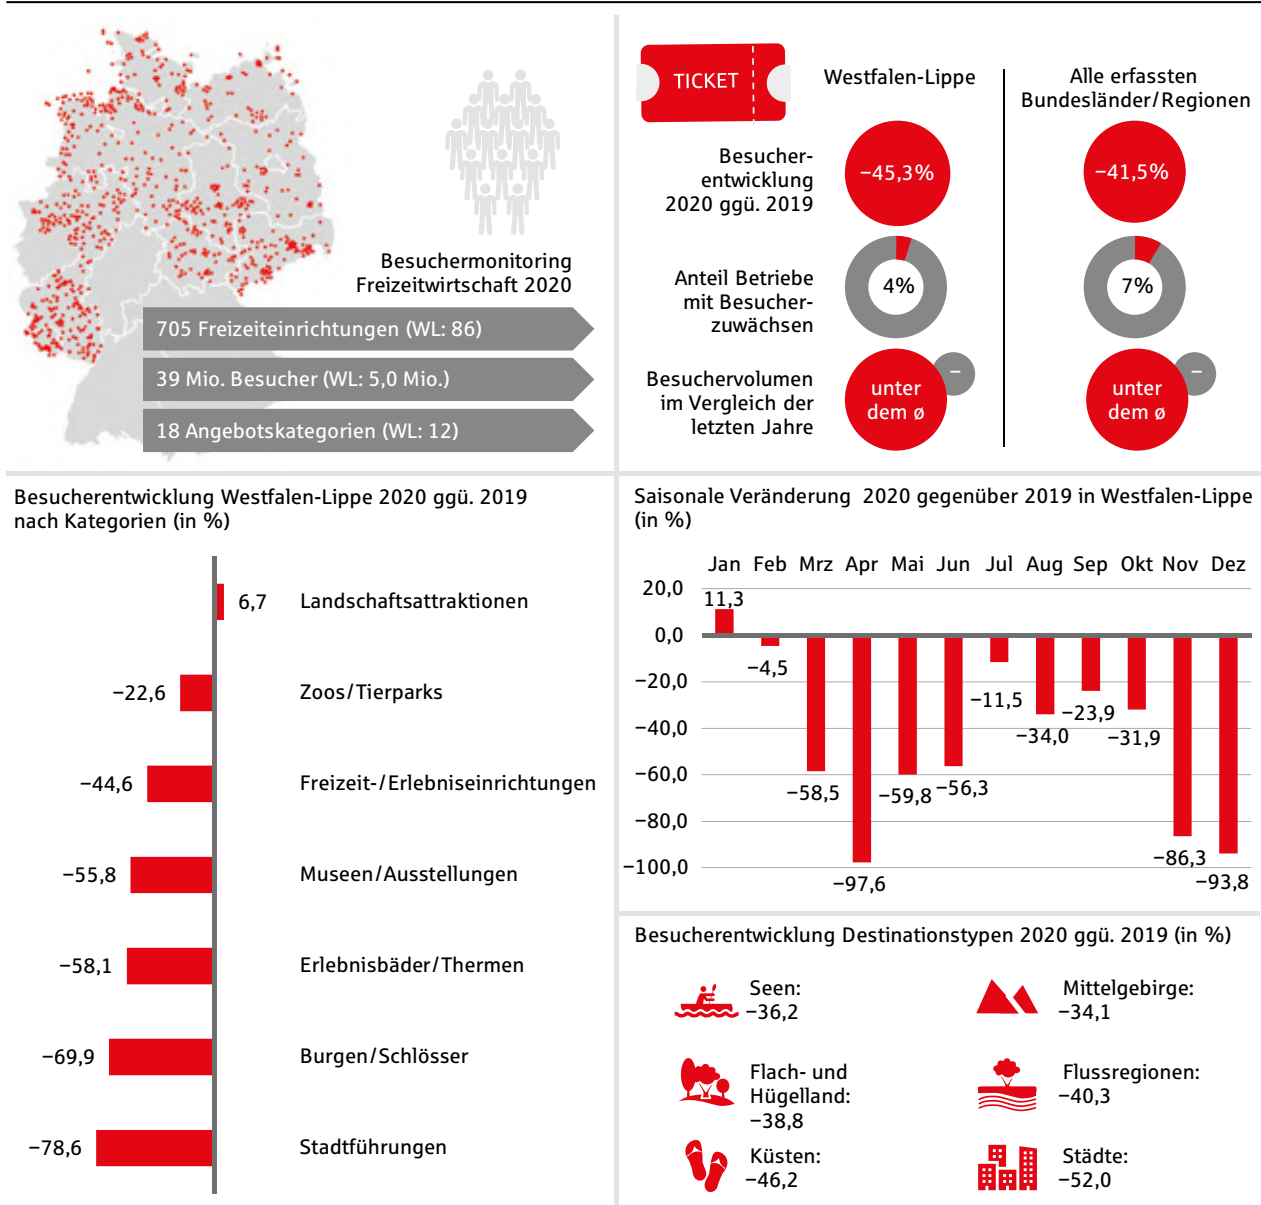 Besuchermonitoring
Freizeitwirtschaft 2020
705 Freizeiteinrichtungen (WL: 86)
39 Mio. Besucher (WL: 5,0 Mio.)
18 Angebotskategorien (WL: 12)
TICKET
Westfalen-Lippe
Alle erfassten
Bundesländer/Regionen
Besucher-
entwicklung
2020 ggü. 2019
−45,3%
−41,5%
Anteil Betriebe
mit Besucher-
zuwächsen
4%
7%
Besuchervolumen
im Vergleich der
letzten Jahre
unter
dem ø
−
unter
dem ø
−
Besucherentwicklung Westfalen-Lippe 2020 ggü. 2019
nach Kategorien (in %)
6,7 Landschaftsattraktionen
−22,6 Zoos/Tierparks
−44,6 Freizeit-/Erlebniseinrichtungen
−55,8 Museen/Ausstellungen
−58,1 Erlebnisbäder/Thermen
−69,9 Burgen/Schlösser
−78,6 Stadtführungen
Saisonale Veränderung 2020 gegenüber 2019 in Westfalen-Lippe
(in %)
Jan Feb Mrz Apr Mai Jun Jul Aug Sep Okt Nov Dez
20,0
0,0
−20,0
−40,0
−60,0
−80,0
−100,0
11,3
−4,5
−58,5
−97,6
−59,8
−56,3
−11,5
−34,0
−23,9
−31,9
−86,3
−93,8
Besucherentwicklung Destinationstypen 2020 ggü. 2019 (in %)
Seen:
−36,2
Mittelgebirge:
−34,1
Flach- und
Hügelland:
−38,8
Flussregionen:
−40,3
Küsten:
−46,2
Städte:
−52,0